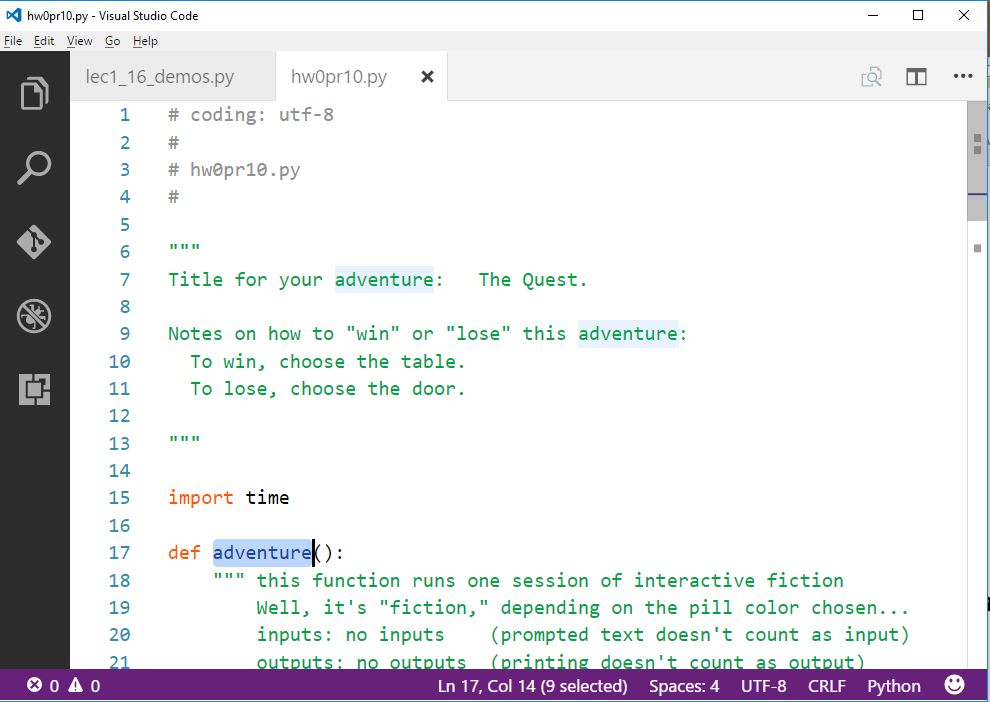 hw0pr10.py - Visual Studio Code
File Edit View Go Help
lec1_16_demos.py hw0pr10.py
1 # coding: utf-8
2 #
3 # hw0pr10.py
4 #
5
6 """
7 Title for your adventure:   The Quest.
8
9 Notes on how to "win" or "lose" this adventure:
10   To win, choose the table.
11   To lose, choose the door.
12
13 """
14
15 import time
16
17 def adventure():
18     """ this function runs one session of interactive fiction
19         Well, it's "fiction," depending on the pill color chosen...
20         inputs: no inputs    (prompted text doesn't count as input)
21         outputs: no outputs  (printing doesn't count as output)
0 0 Ln 17, Col 14 (9 selected) Spaces: 4 UTF-8 CRLF Python